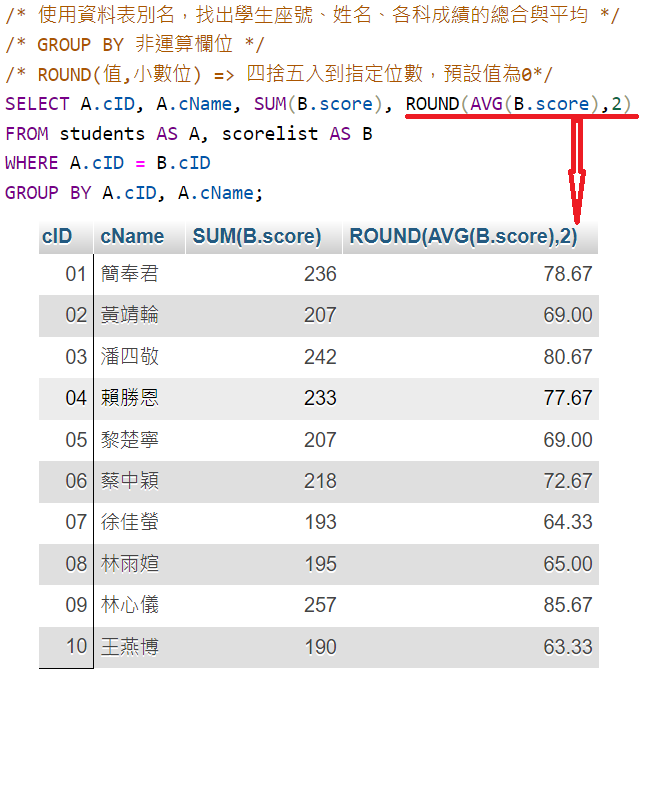 /* 使用資料表別名，找出學生座號、姓名、各科成績的總合與平均 */
/* GROUP BY 非運算欄位 */
/* ROUND(值,小數位) => 四捨五入到指定位數，預設值為0*/
SELECT A.cID, A.cName, SUM(B.score), ROUND(AVG(B.score),2)
FROM students AS A, scorelist AS B
WHERE A.cID = B.cID
GROUP BY A.cID, A.cName;
cID cName SUM(B.score) ROUND(AVG(B.score),2)
01 簡奉君 236 78.67
02 黃靖輪 207 69.00
03 潘四敬 242 80.67
04 賴勝恩 233 77.67
05 黎楚寧 207 69.00
06 蔡中穎 218 72.67
07 徐佳螢 193 64.33
08 林雨媗 195 65.00
09 林心儀 257 85.67
10 王燕博 190 63.33